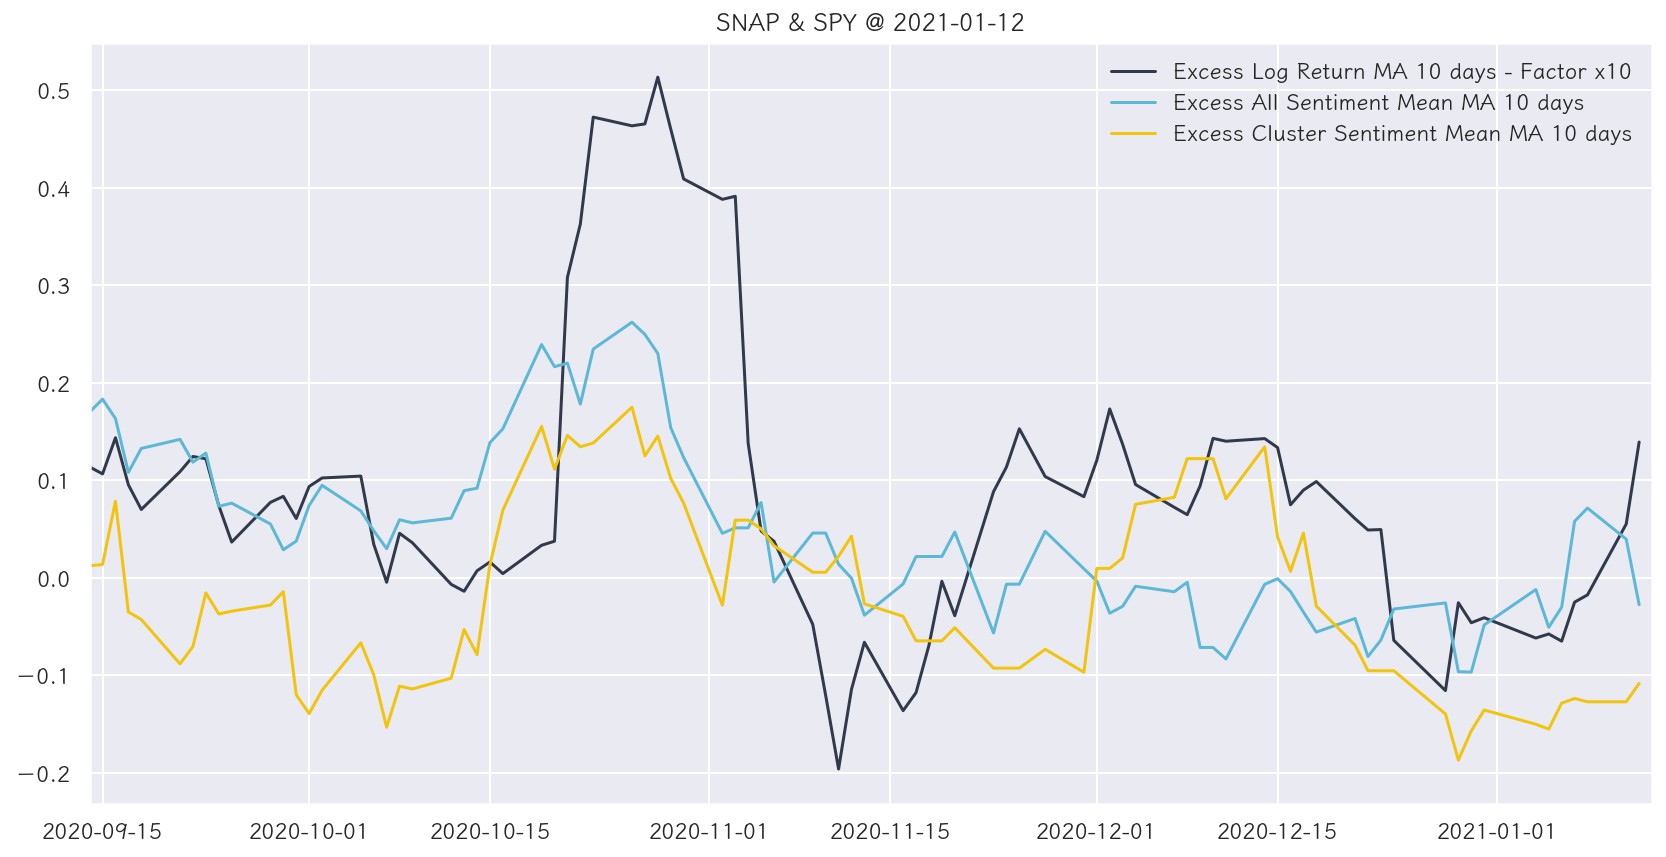 SNAP & SPY @ 2021-01-12
Excess Log Return MA 10 days - Factor x10
Excess All Sentiment Mean MA 10 days
Excess Cluster Sentiment Mean MA 10 days
0.5
0.4
0.3
0.2
0.1
0.0
−0.1
−0.2
2020-09-15 2020-10-01 2020-10-15 2020-11-01 2020-11-15 2020-12-01 2020-12-15 2021-01-01